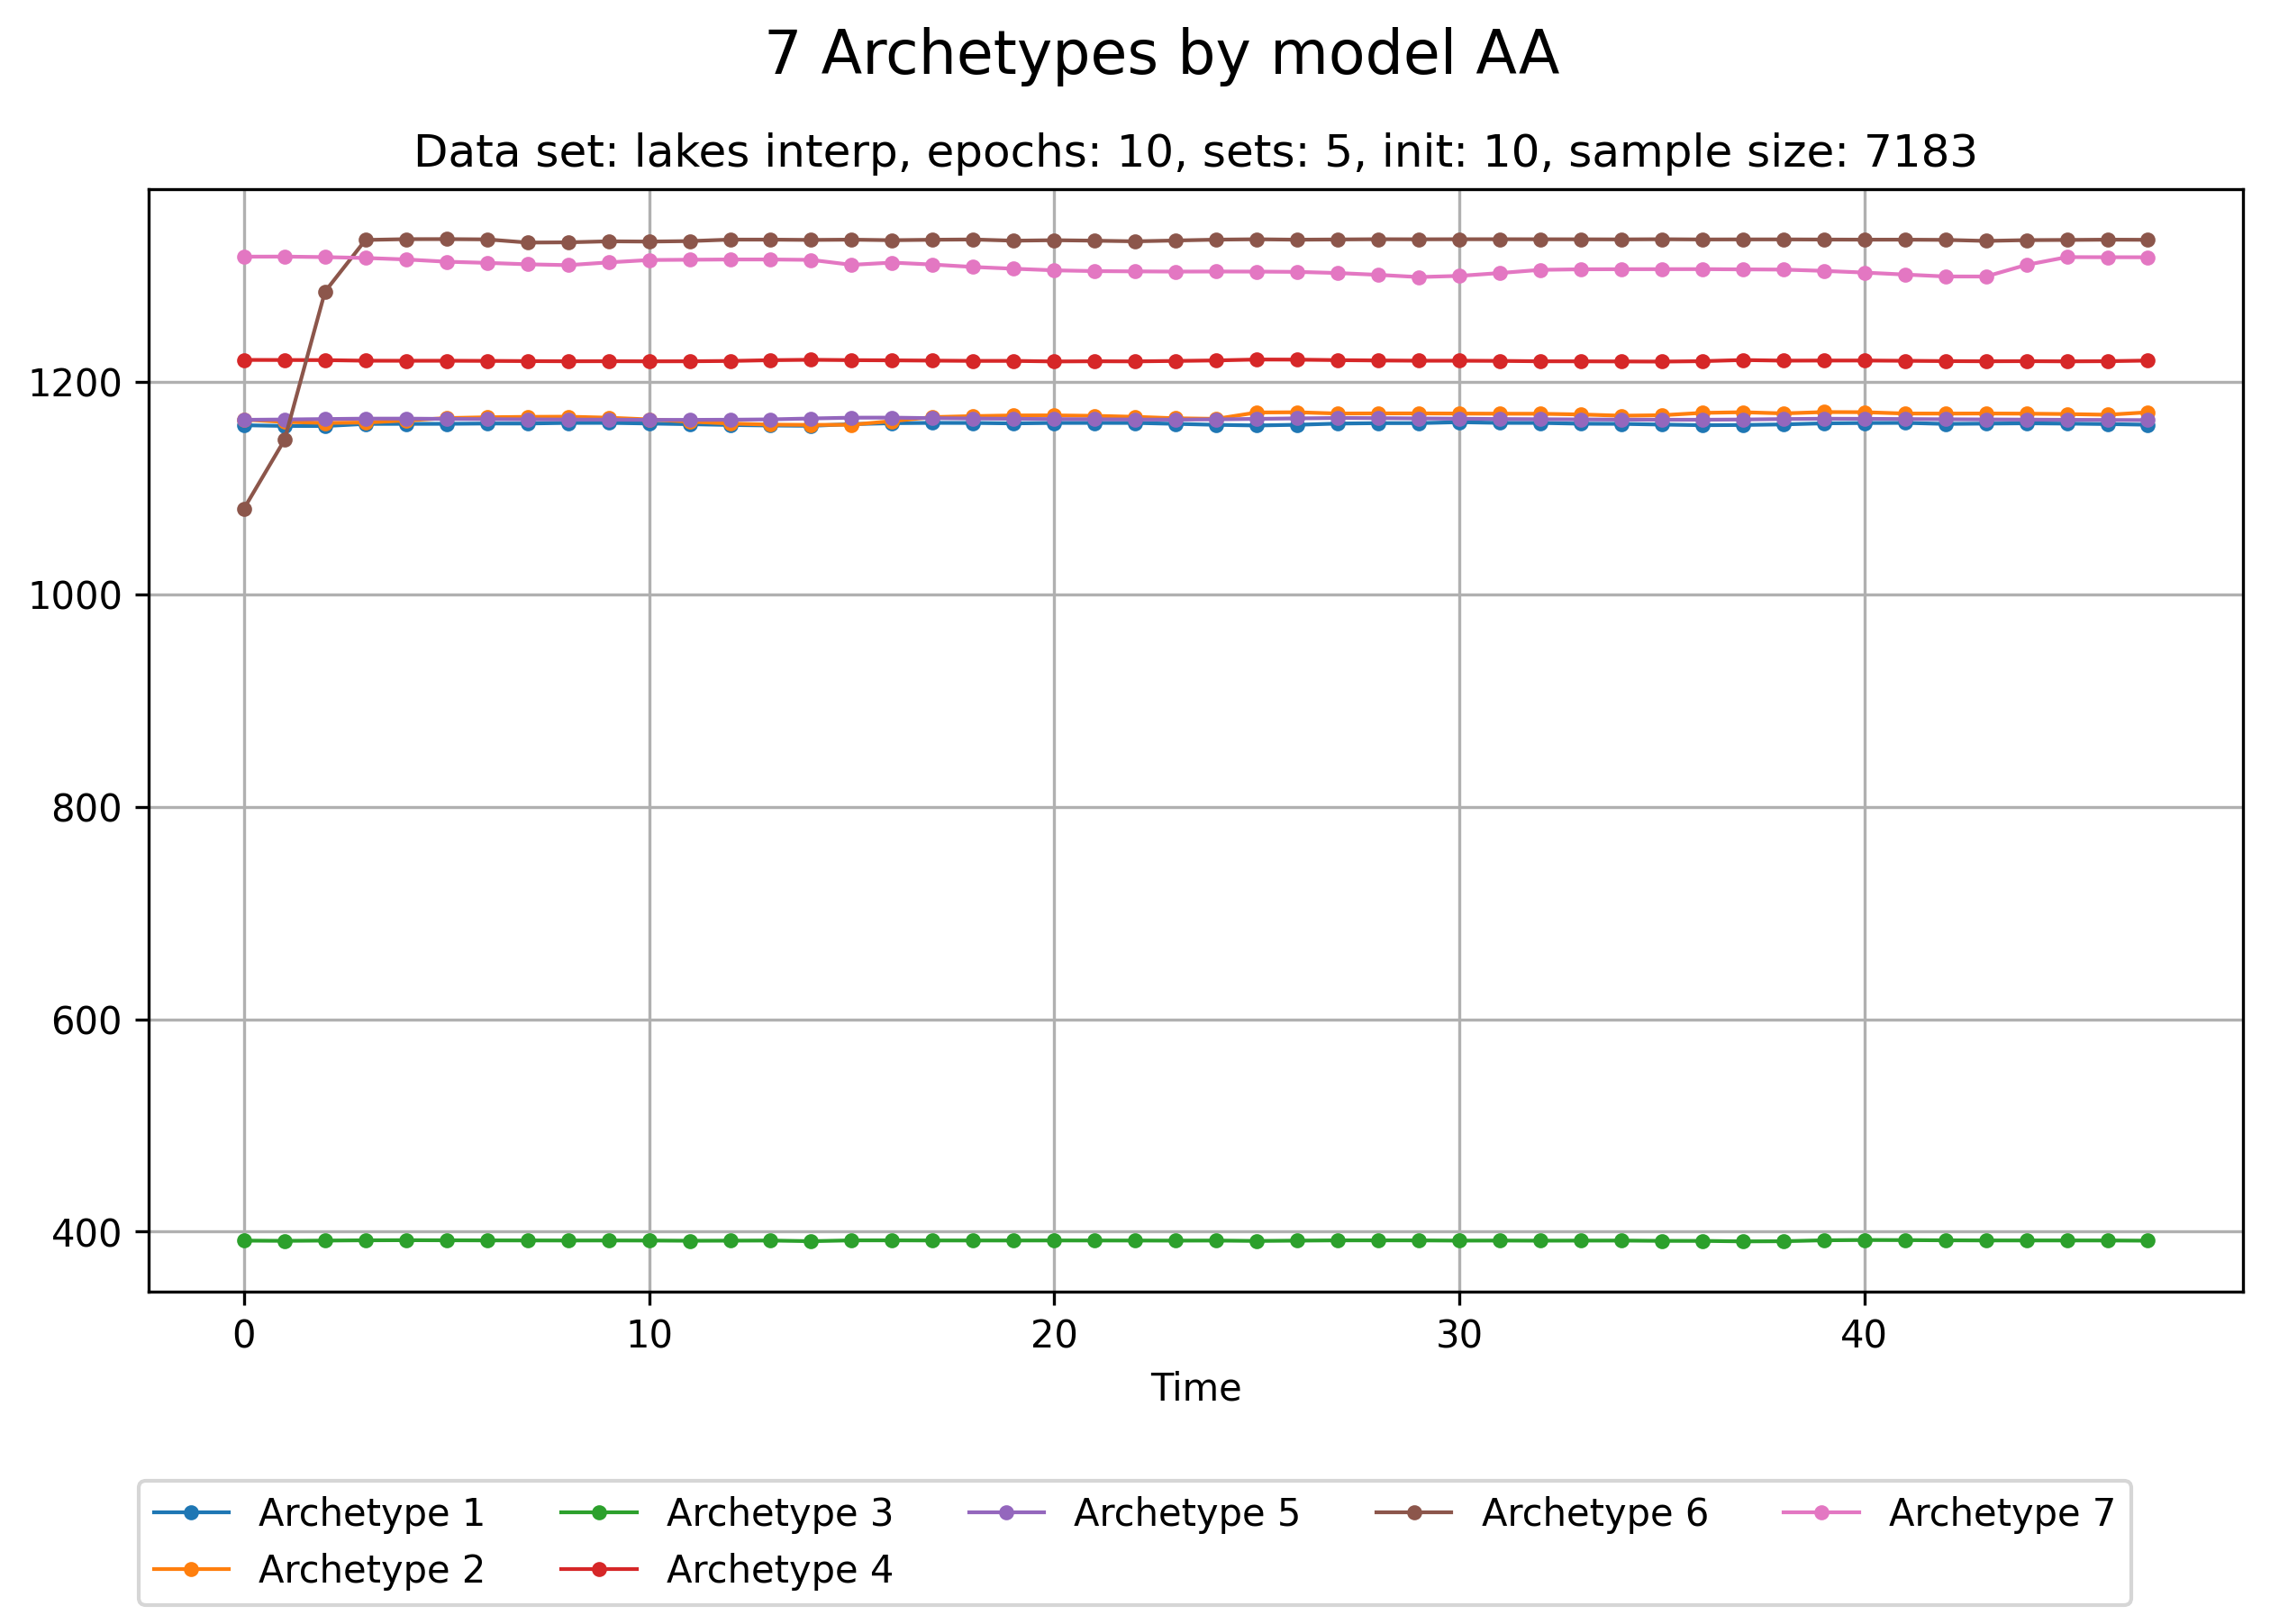 7 Archetypes by model AA
Data set: lakes interp, epochs: 10, sets: 5, init: 10, sample size: 7183
1200
1000
800
600
400
0 10 20 30 40
Time
Archetype 1 Archetype 3 Archetype 5 Archetype 6 Archetype 7
Archetype 2 Archetype 4